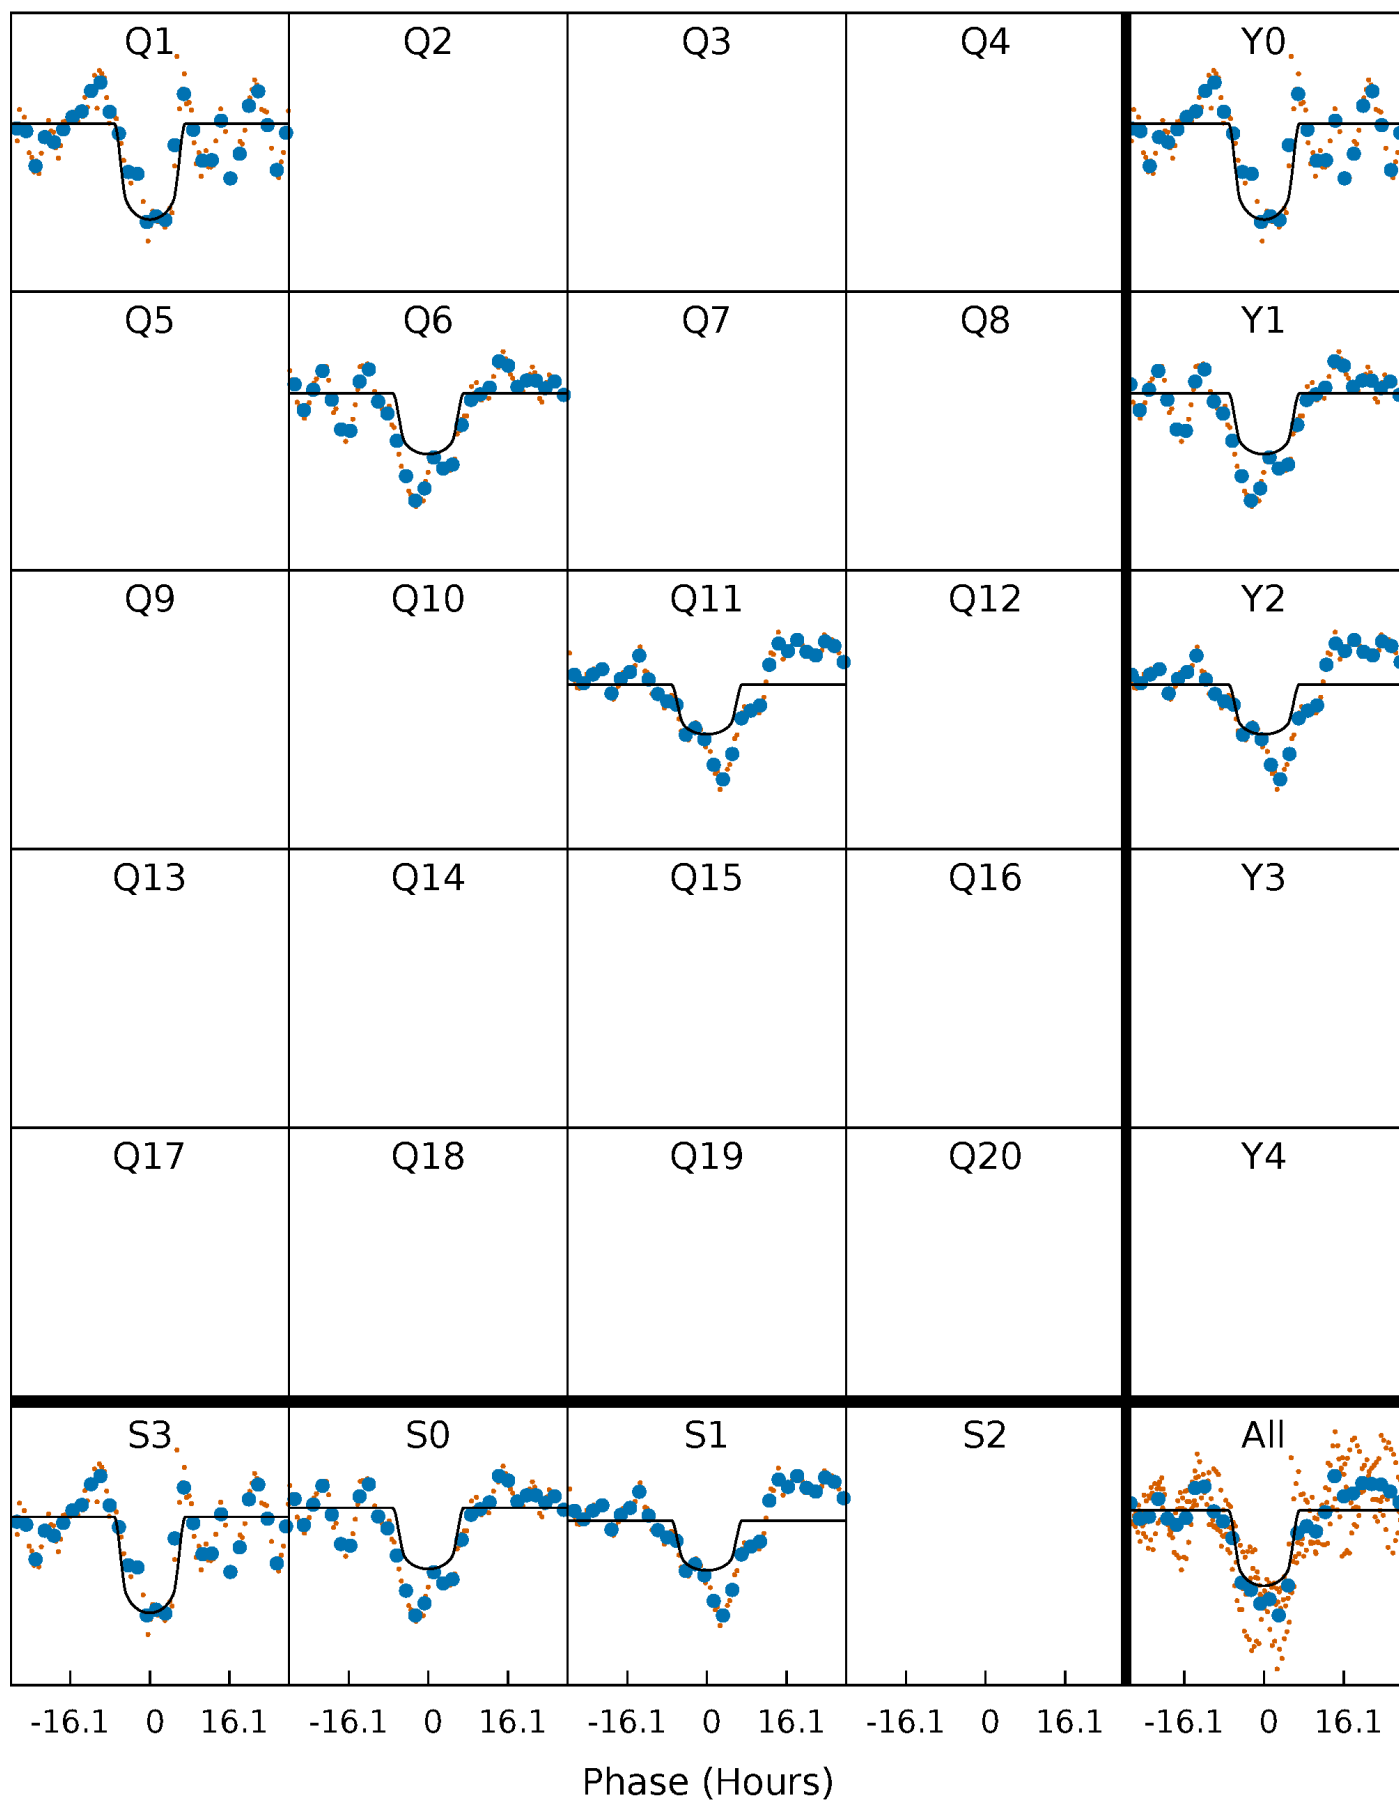 Q1 Q2 Q3 Q4 Y0
Q5 Q6 Q7 Q8 Y1
Q9 Q10 Q11 Q12 Y2
Q13 Q14 Q15 Q16 Y3
Q17 Q18 Q19 Q20 Y4
S3 S0 S1 S2 All
-16.1 0 16.1 -16.1 0 16.1 -16.1 0 16.1 -16.1 0 16.1 -16.1 0 16.1
Phase (Hours)